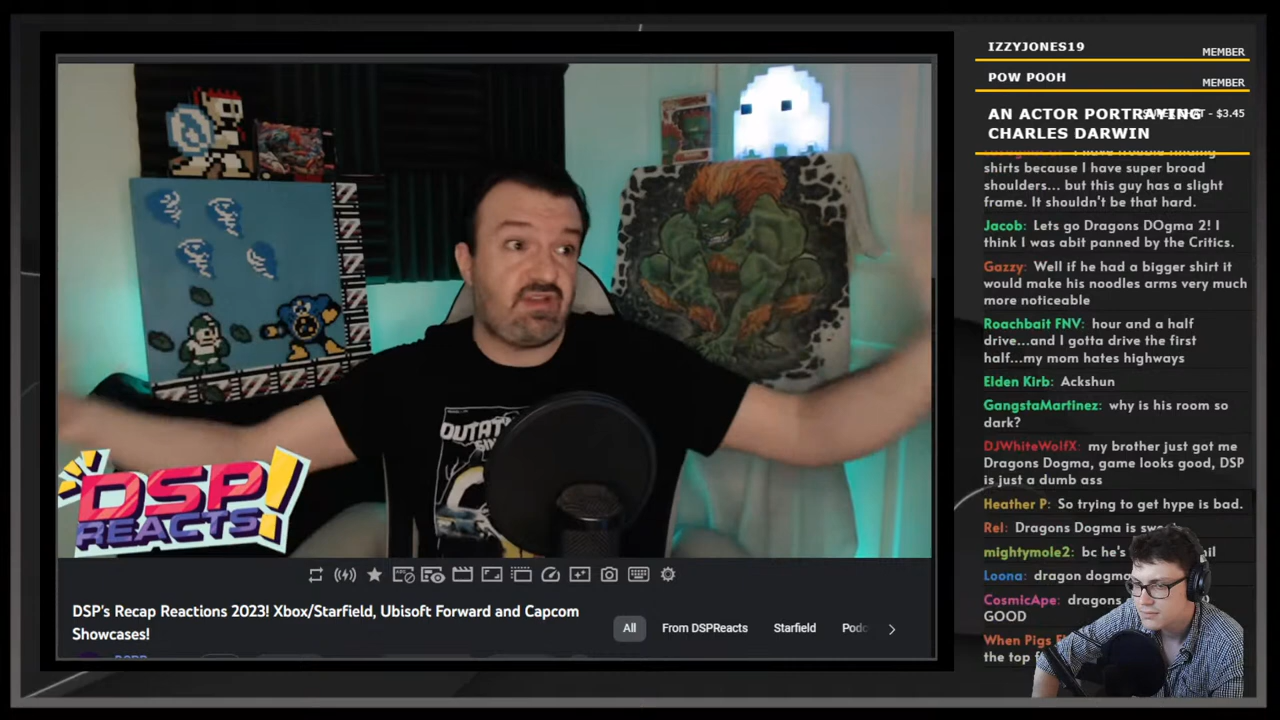 IZZYJONES19
MEMBER
POW POOH
MEMBER
AN ACTOR PORTRAYING
CHARLES DARWIN
- $3.45
shirts because I have super broad
shoulders... but this guy has a slight
frame. It shouldn't be that hard.
Jacob: Lets go Dragons DOgma 2! I
think I was abit panned by the Critics.
Gazzy: Well if he had a bigger shirt it
would make his noodles arms very much
more noticeable
Roachbait FNV: hour and a half
drive...and I gotta drive the first
half...my mom hates highways
Elden Kirb: Ackshun
GangstaMartinez: why is his room so
dark?
DJWhiteWolfX: my brother just got me
Dragons Dogma, game looks good, DSP
is just a dumb ass
Heather P: So trying to get hype is bad.
Rel: Dragons Dogma is
mightymole2: bc he's
Loona: dragon dogm
CosmicApe: dragons
GOOD
When Pigs
the top
OUTATI
DSP!
REACTS
DSP's Recap Reactions 2023! Xbox/Starfield, Ubisoft Forward and Capcom
Showcases!
All
From DSPReacts
Starfield
Podc